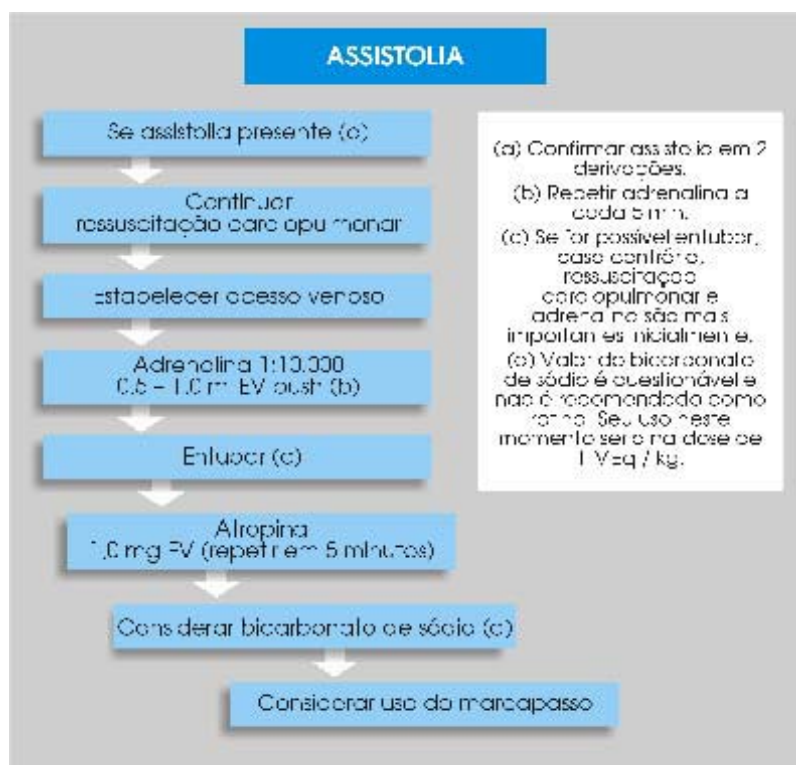 ASSISTOLIA
Se assistolia presente (a)
Continuar
ressuscitação cardiopulmonar
Estabelecer acesso venoso
Adrenalina 1:10.000
0,5 – 1,0 ml EV push (b)
Entubar (c)
Atropina
1,0 mg EV (repetir em 5 minutos)
Considerar bicarbonato de sódio (d)
Considerar uso do marcapasso
(a) Confirmar assistolia em 2
derivações.
(b) Repetir adrenalina a
cada 5 min.
(c) Se for possível entubar,
caso contrário,
ressuscitação
cardiopulmonar e
adrenalina são mais
importantes inicialmente.
Valor do bicarbonato
de sódio é questionável e
não é recomendado como
rotina. Seu uso neste
momento seria na dose de
1 MEq / kg.